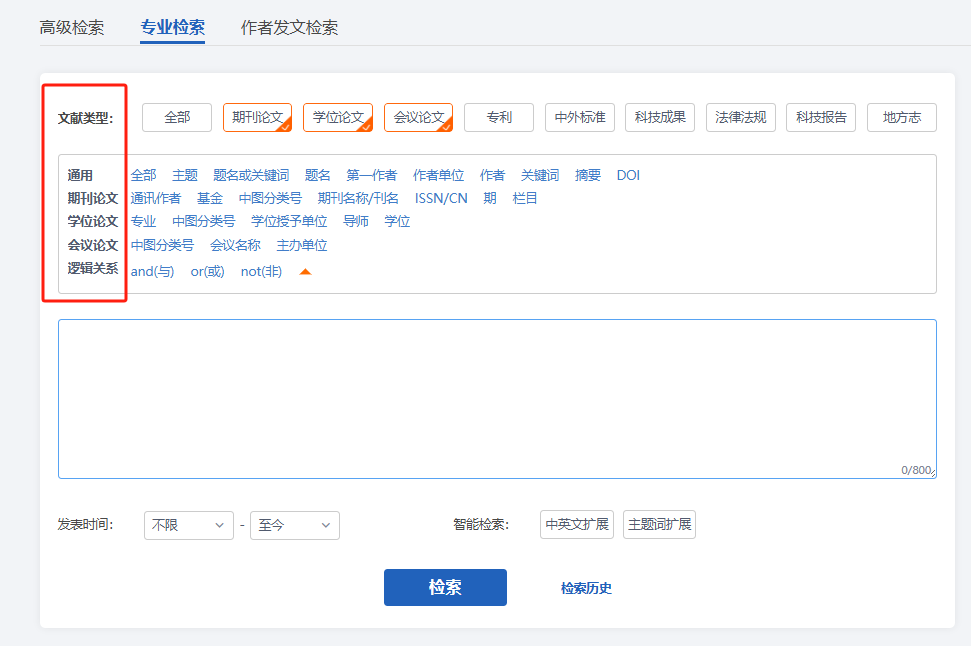 高级检索 专业检索 作者发文检索
文献类型: 全部 期刊论文 学位论文 会议论文 专利 中外标准 科技成果 法律法规 科技报告 地方志
通用 全部 主题 题名或关键词 题名 第一作者 作者单位 作者 关键词 摘要 DOI
期刊论文 通讯作者 基金 中图分类号 期刊名称/刊名 ISSN/CN 期 栏目
学位论文 专业 中图分类号 学位授予单位 导师 学位
会议论文 中图分类号 会议名称 主办单位
逻辑关系 and(与) or(或) not(非)
0/800
发表时间: 不限 - 至今 智能检索: 中英文扩展 主题词扩展
检索 检索历史